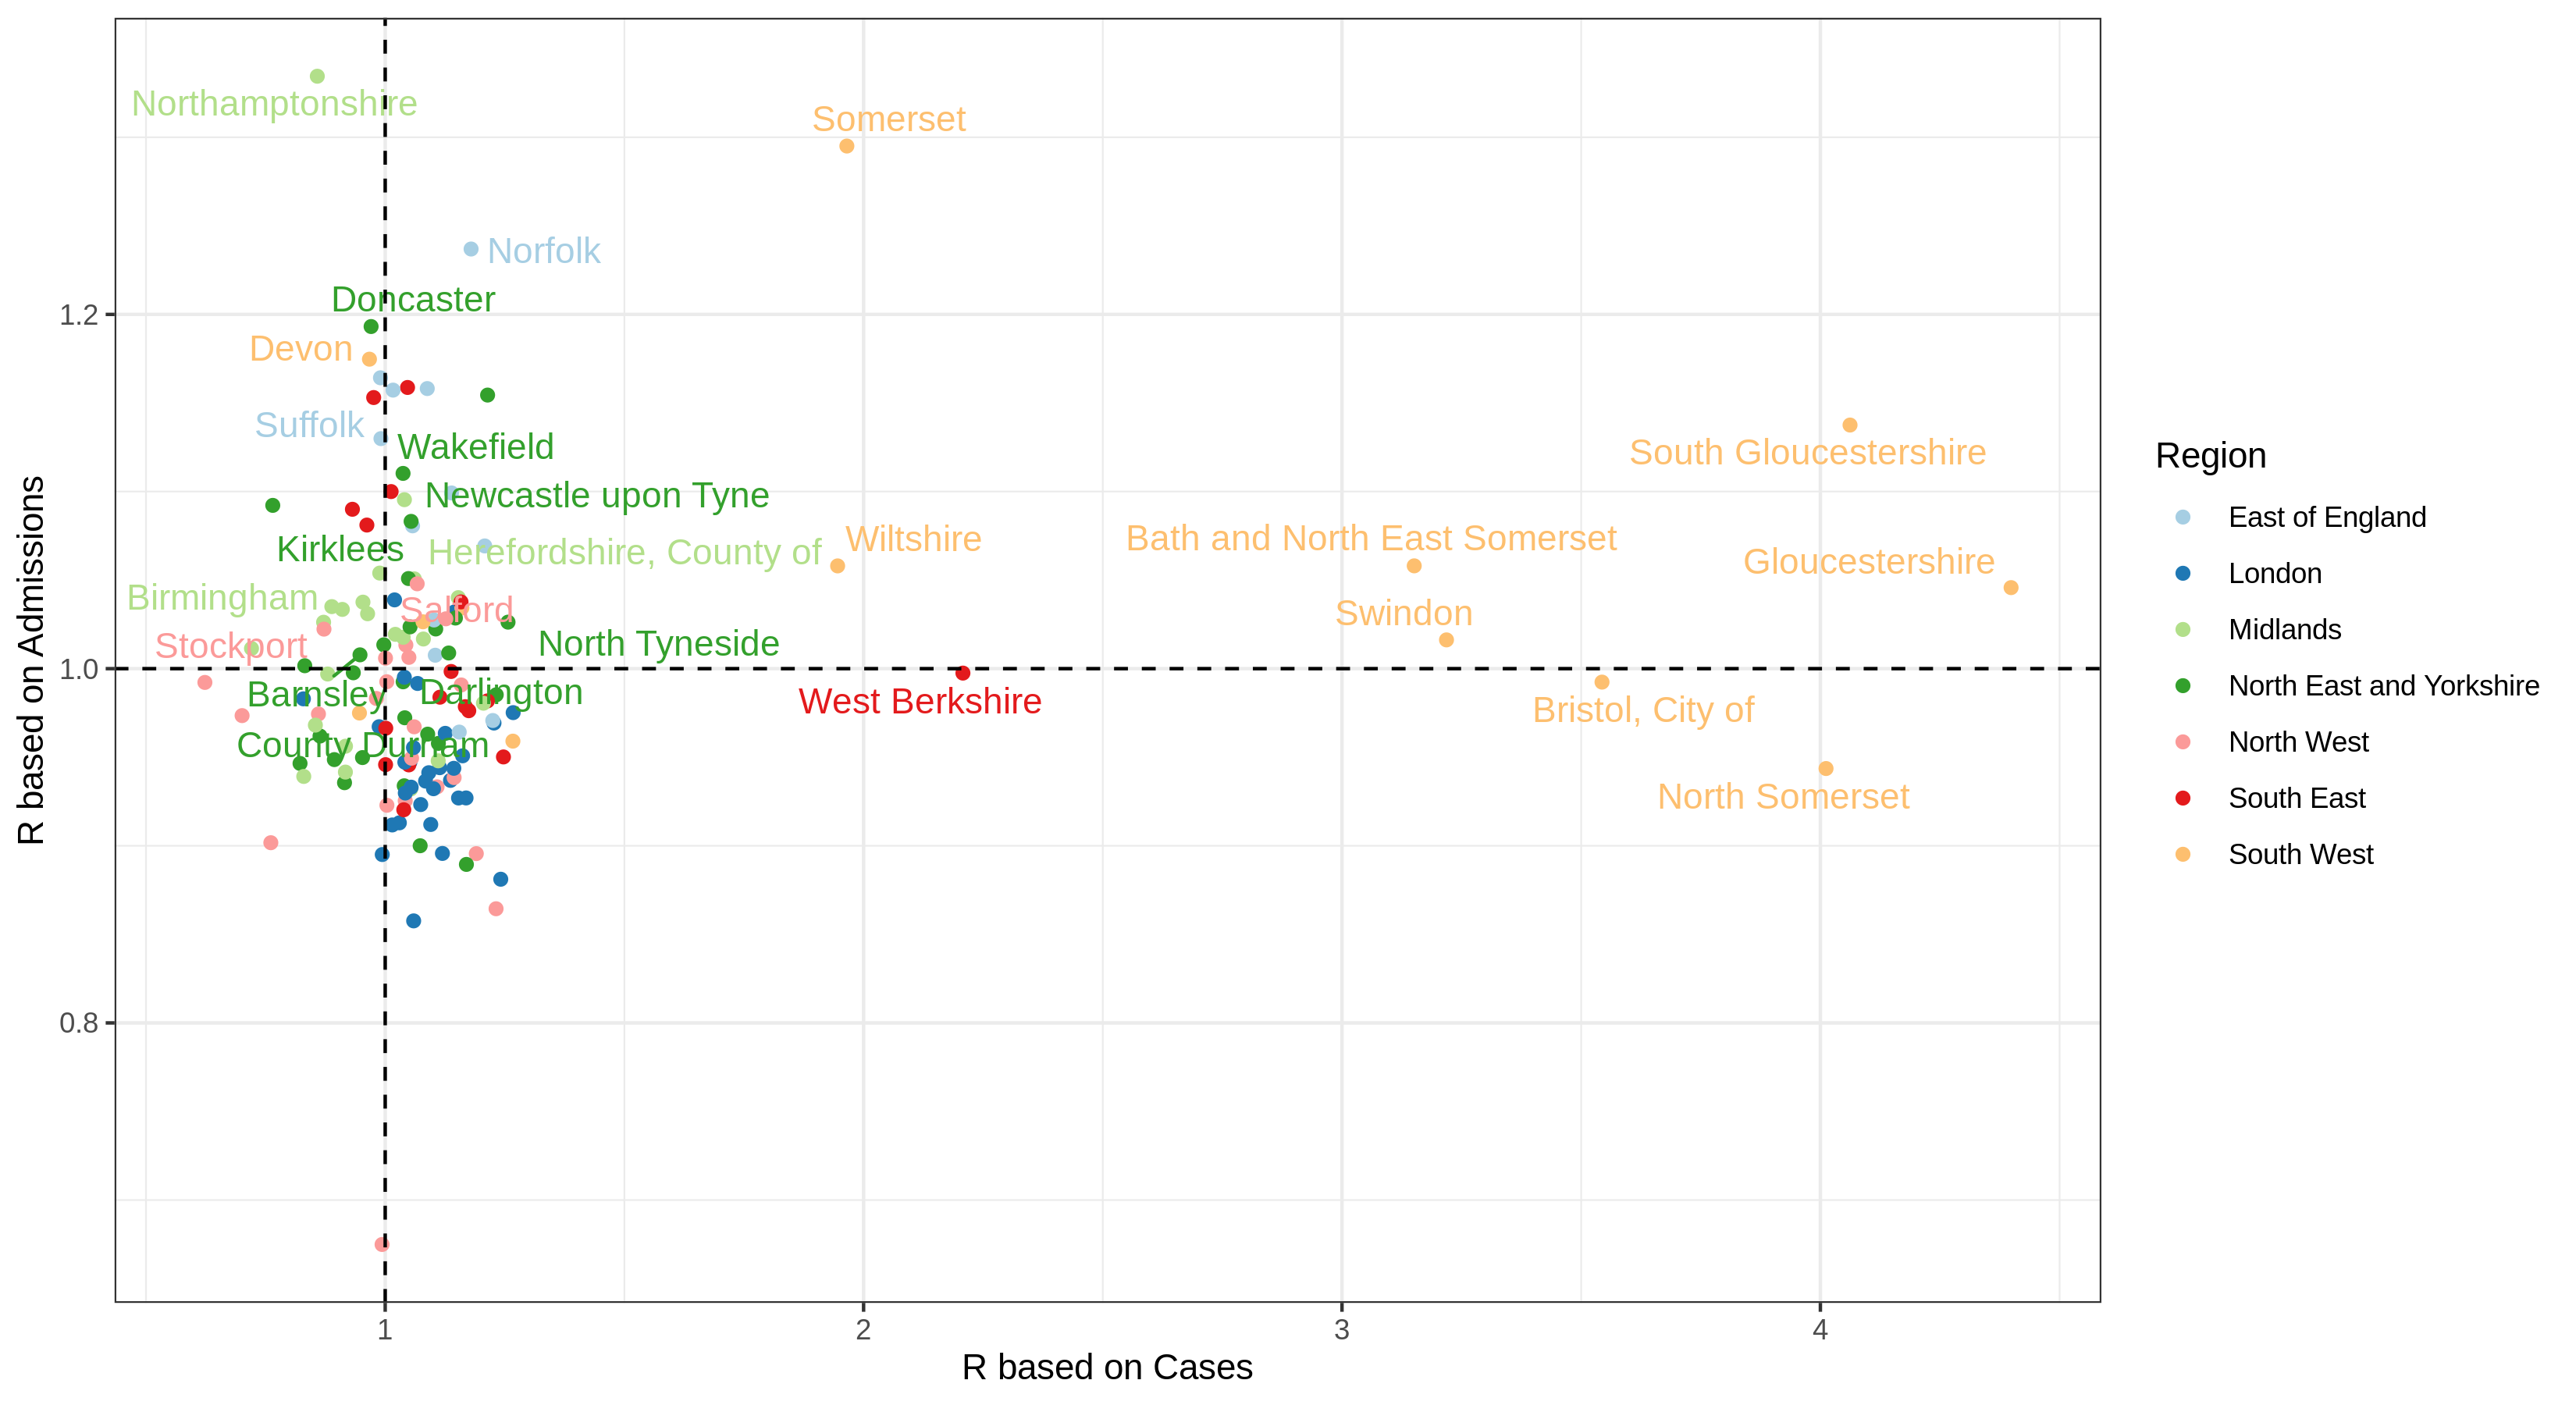 Northamptonshire
Somerset
Norfolk
Doncaster
Devon
Suffolk
Wakefield
South Gloucestershire
Newcastle upon Tyne
Wiltshire
Bath and North East Somerset
Kirklees
Herefordshire, County of
Gloucestershire
Birmingham
Salford
Swindon
Stockport
North Tyneside
Barnsley
Darlington
West Berkshire
Bristol, City of
County Durham
North Somerset
1.2
1.0
0.8
R based on Admissions
1 2 3 4
R based on Cases
Region
East of England
London
Midlands
North East and Yorkshire
North West
South East
South West